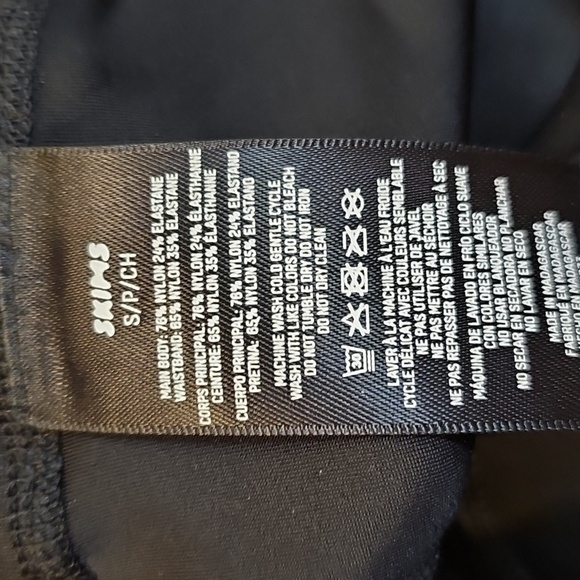 SKIMS
S/P/CH
MAIN BODY: 76% NYLON 24% ELASTANE
WAISTBAND: 65% NYLON 35% ELASTANE
CORPS PRINCIPAL: 76% NYLON 24% ÉLASTHANNE
CEINTURE: 65% NYLON 35% ÉLASTHANNE
CUERPO PRINCIPAL: 76% NYLON 24% ELASTANO
PRETINA: 65% NYLON 35% ELASTANO
MACHINE WASH COLD GENTLE CYCLE
WASH WITH LIKE COLORS DO NOT BLEACH
DO NOT TUMBLE DRY DO NOT IRON
DO NOT DRY CLEAN
30
LAVER À LA MACHINE À L'EAU FROIDE
CYCLE DÉLICAT AVEC COULEURS SEMBLABLE
NE PAS UTILISER DE JAVEL
NE PAS METTRE AU SÉCHOIR
NE PAS REPASSER PAS DE NETTOYAGE À SEC
MÁQUINA DE LAVADO EN FRÍO CICLO SUAVE
CON COLORES SIMILARES
NO USAR BLANQUEADOR
NO SECAR EN SECADORA NO PLANCHAR
NO LAVAR EN SECO
MADE IN MADAGASCAR
FABRIQUÉ À MADAGASCAR
HECHO EN MADAGASCAR